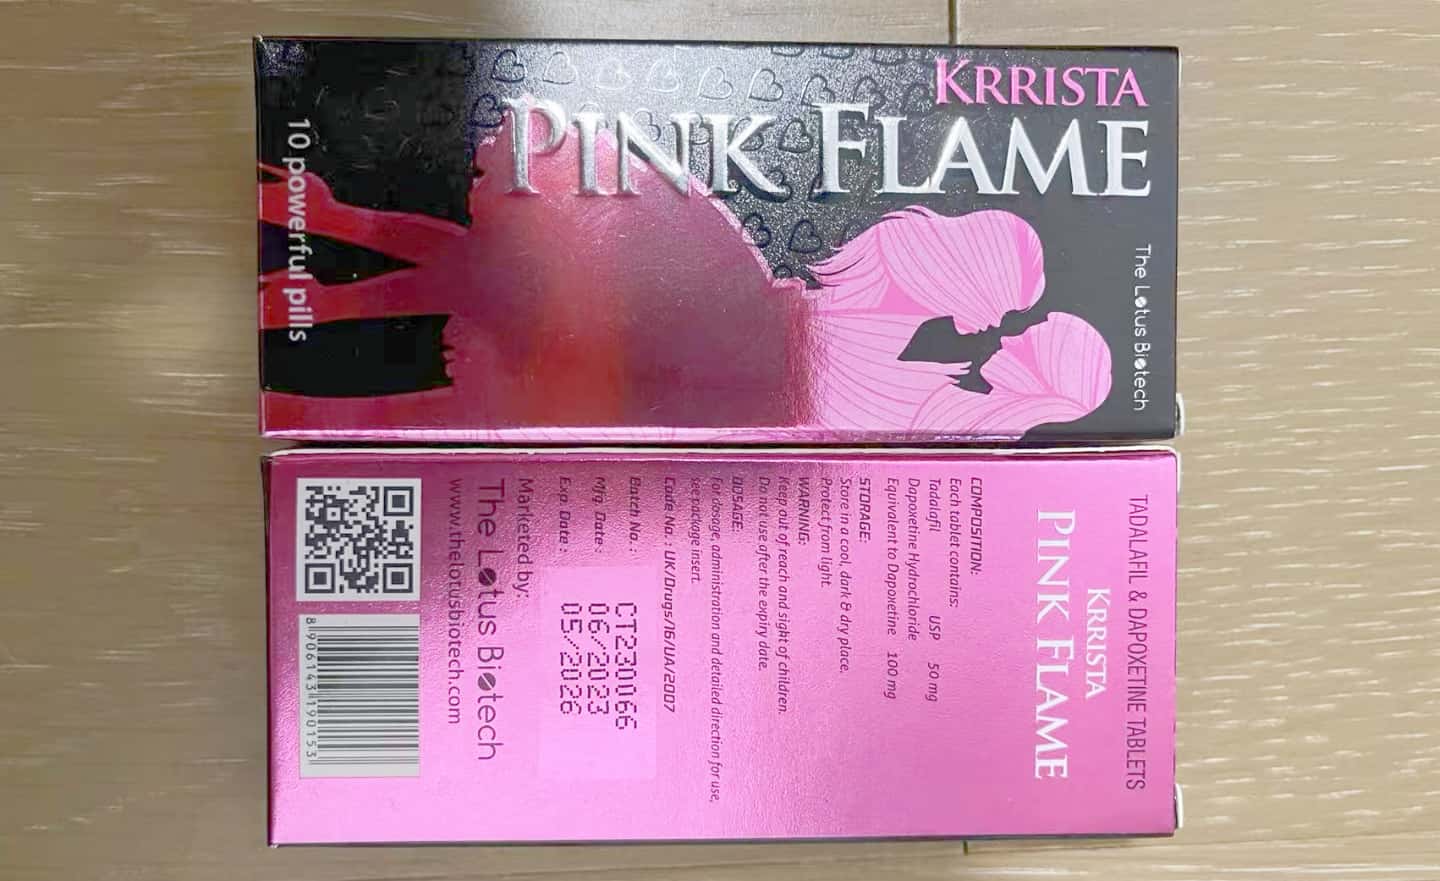 KRRISTA
PINK FLAME
The Lotus Biotech
10 powerful pills
TADALAFIL & DAPOXETINE TABLETS
KRRISTA
PINK FLAME
COMPOSITION:
Each tablet contains:
Tadalafil USP 50 mg
Dapoxetine Hydrochloride
Equivalent to Dapoxetine 100 mg
STORAGE:
Store in a cool, dark & dry place.
Protect from light.
WARNING:
Keep out of reach and sight of children.
Do not use after the expiry date.
UDSAGE:
For dosage, administration and detailed direction for use,
see package insert.
Code No.: UK/Drugs/16/UA/2007
Batch No. : CT230066
Mfg. Date : 06/2023
Exp. Date : 05/2026
Marketed by:
The Lotus Biotech
www.thelotusbiotech.com
8 906143 190153